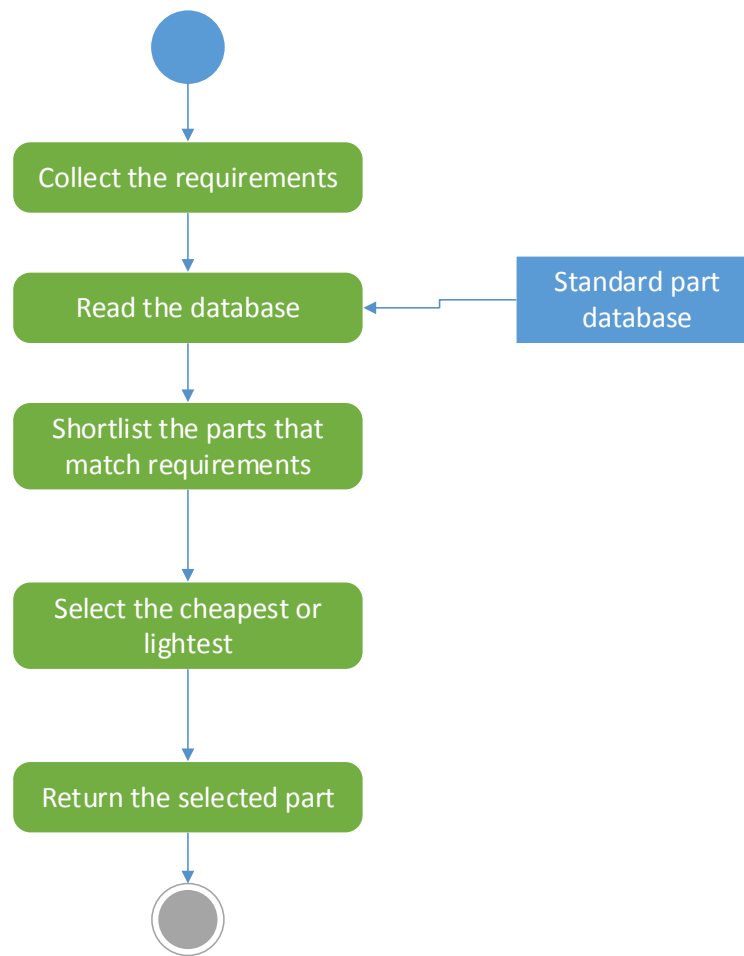 Collect the requirements
Read the database
Standard part
database
Shortlist the parts that
match requirements
Select the cheapest or
lightest
Return the selected part